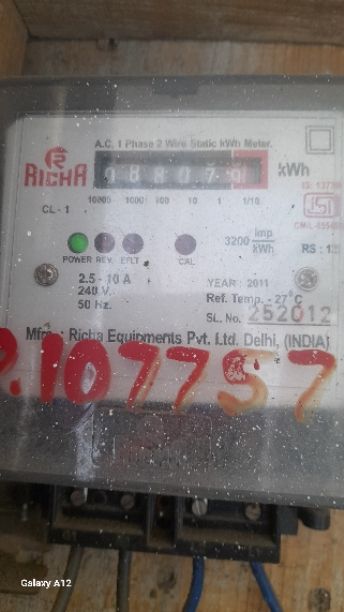 A.C. 1 Phase 2 Wire Static kWh Meter.
R
RICHA
088070
kWh
CL - 1
10000 1000 100 10 1 1/10
ISI
POWER REV. EFLT CAL
3200 imp/kWh
2.5 - 10 A
240 V.
50 Hz.
YEAR : 2011
Ref. Temp. - 27°C
SL. No. 252012
Mfg. : Richa Equipments Pvt. Ltd. Delhi, (INDIA)
107757
Galaxy A12